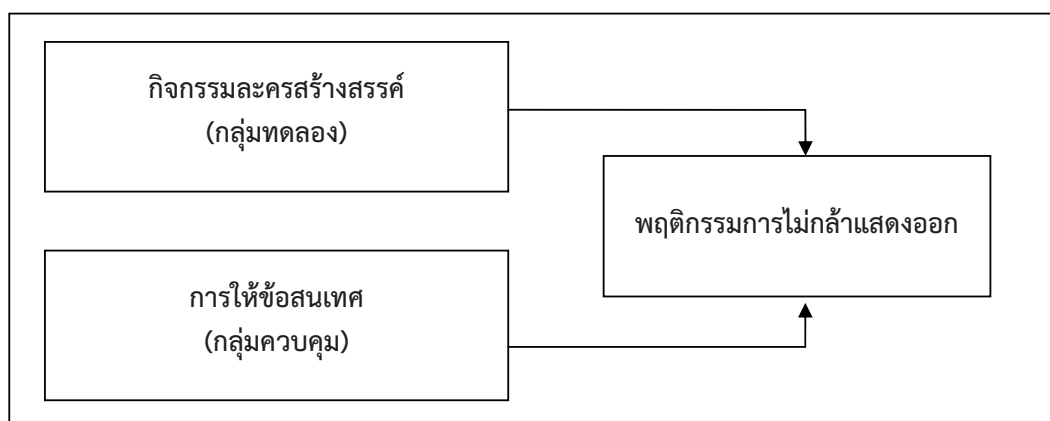 กิจกรรมละครสร้างสรรค์
(กลุ่มทดลอง)
พฤติกรรมการไม่กล้าแสดงออก
การให้ข้อสนเทศ
(กลุ่มควบคุม)